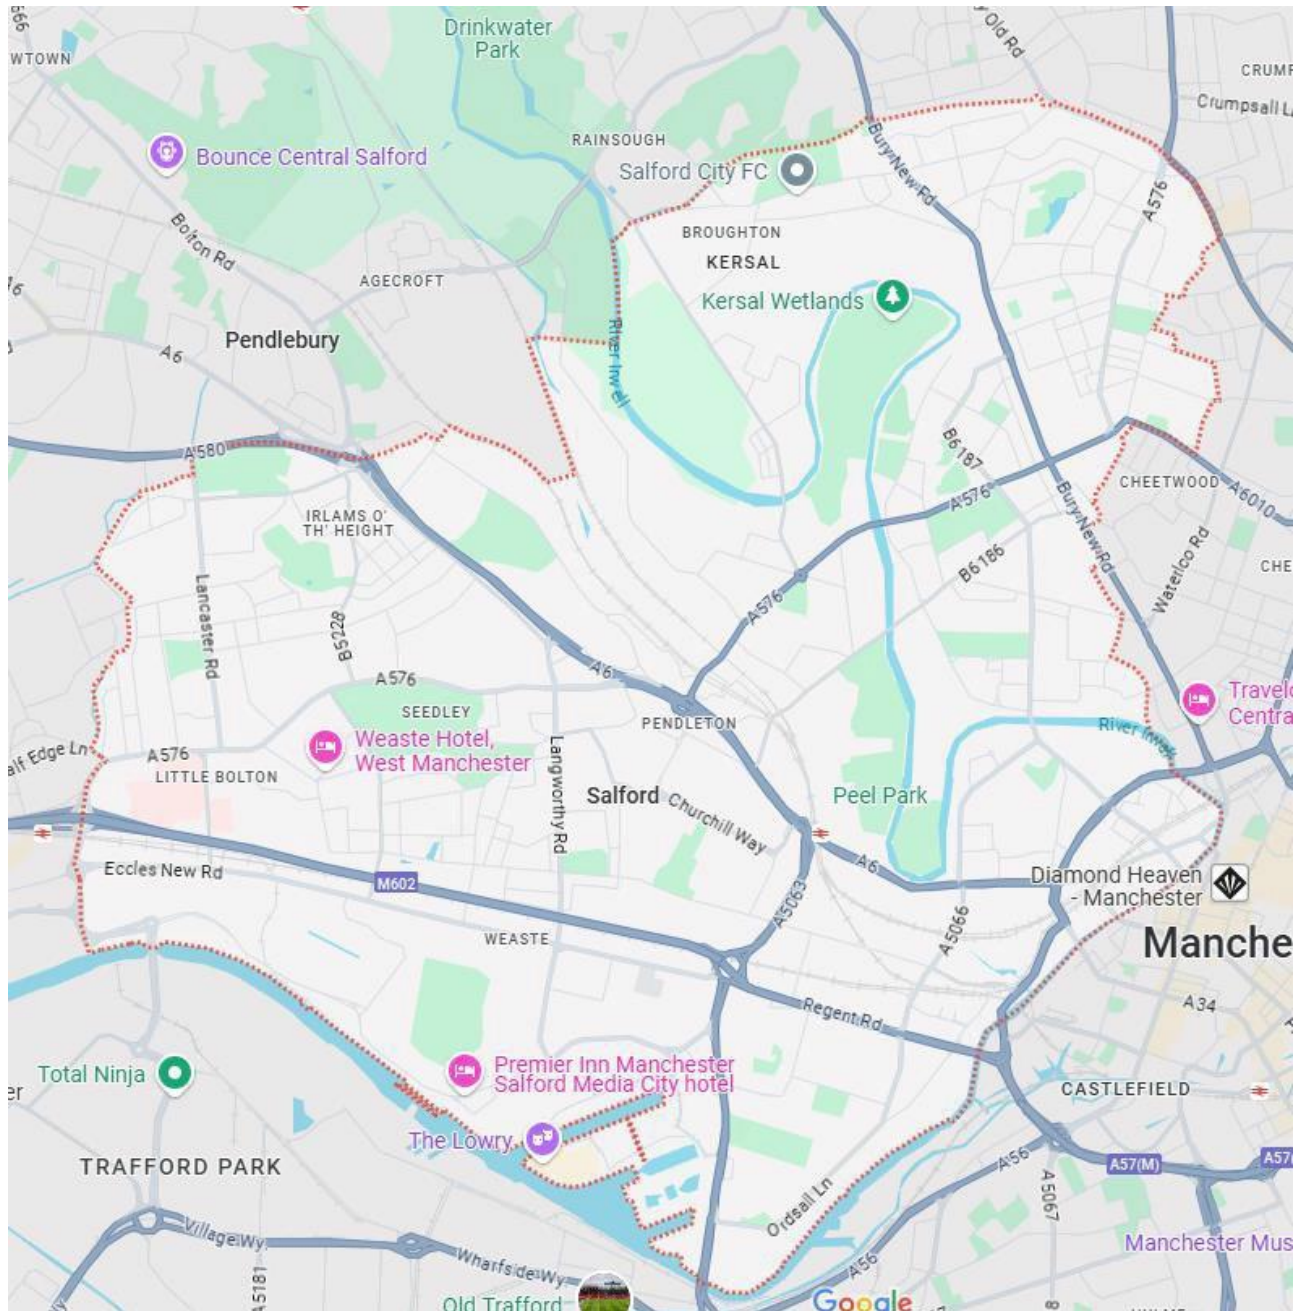 Drinkwater
Park
Old Rd
WTOWN
CRUMP
Crumpsall L
Bounce Central Salford
RAINSOUGH
Salford City FC
Bury New Rd
A576
Bolton Rd
BROUGHTON
KERSAL
AGECROFT
Kersal Wetlands
Pendlebury
A6
River Irwell
A580
B6187
CHEETWOOD
A6010
A576
Bury New Rd
IRLAMS O'
TH' HEIGHT
Waterloo Rd
CHE
B6186
Lancaster Rd
B5228
A576
A6
A576
SEEDLEY
PENDLETON
Travelo
Centra
River Irwell
Weaste Hotel,
West Manchester
A576
alf Edge Ln
LITTLE BOLTON
Langworthy Rd
Salford
Churchill Way
Peel Park
A6
Eccles New Rd
M602
Diamond Heaven
- Manchester
A5063
A5066
WEASTE
Manche
A34
Regent Rd
Premier Inn Manchester
Salford Media City hotel
Total Ninja
er
CASTLEFIELD
The Lowry
TRAFFORD PARK
A56
A57(M)
A57(
A5067
Ordsall Ln
Village Wy
Wharfside Wy
A56
Manchester Mus
A5181
Old Trafford
Google